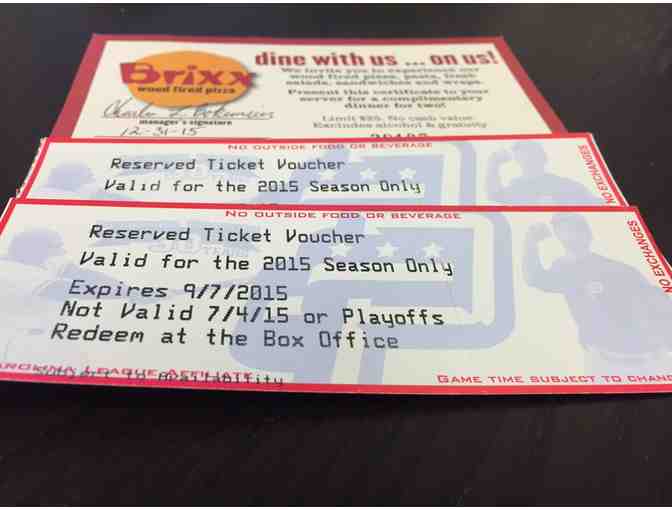 Brixx
wood fired pizza
manager's signature
12-31-15
dine with us ... on us!
We invite you to experience our
wood fired pizza, pasta, fresh
salads, sandwiches and wraps.
Present this certificate to your
server for a complimentary
dinner for two!
Limit $25. No cash value.
Excludes alcohol & gratuity
NO OUTSIDE FOOD OR BEVERAGE
Reserved Ticket Voucher
Valid for the 2015 Season Only
NO EXCHANGES
NO OUTSIDE FOOD OR BEVERAGE
Reserved Ticket Voucher
Valid for the 2015 Season Only
Expires 9/7/2015
Not Valid 7/4/15 or Playoffs
Redeem at the Box Office
Subject to availability
LEAGUE AFFILIATE
GAME TIME SUBJECT TO
NO EXCHANGES